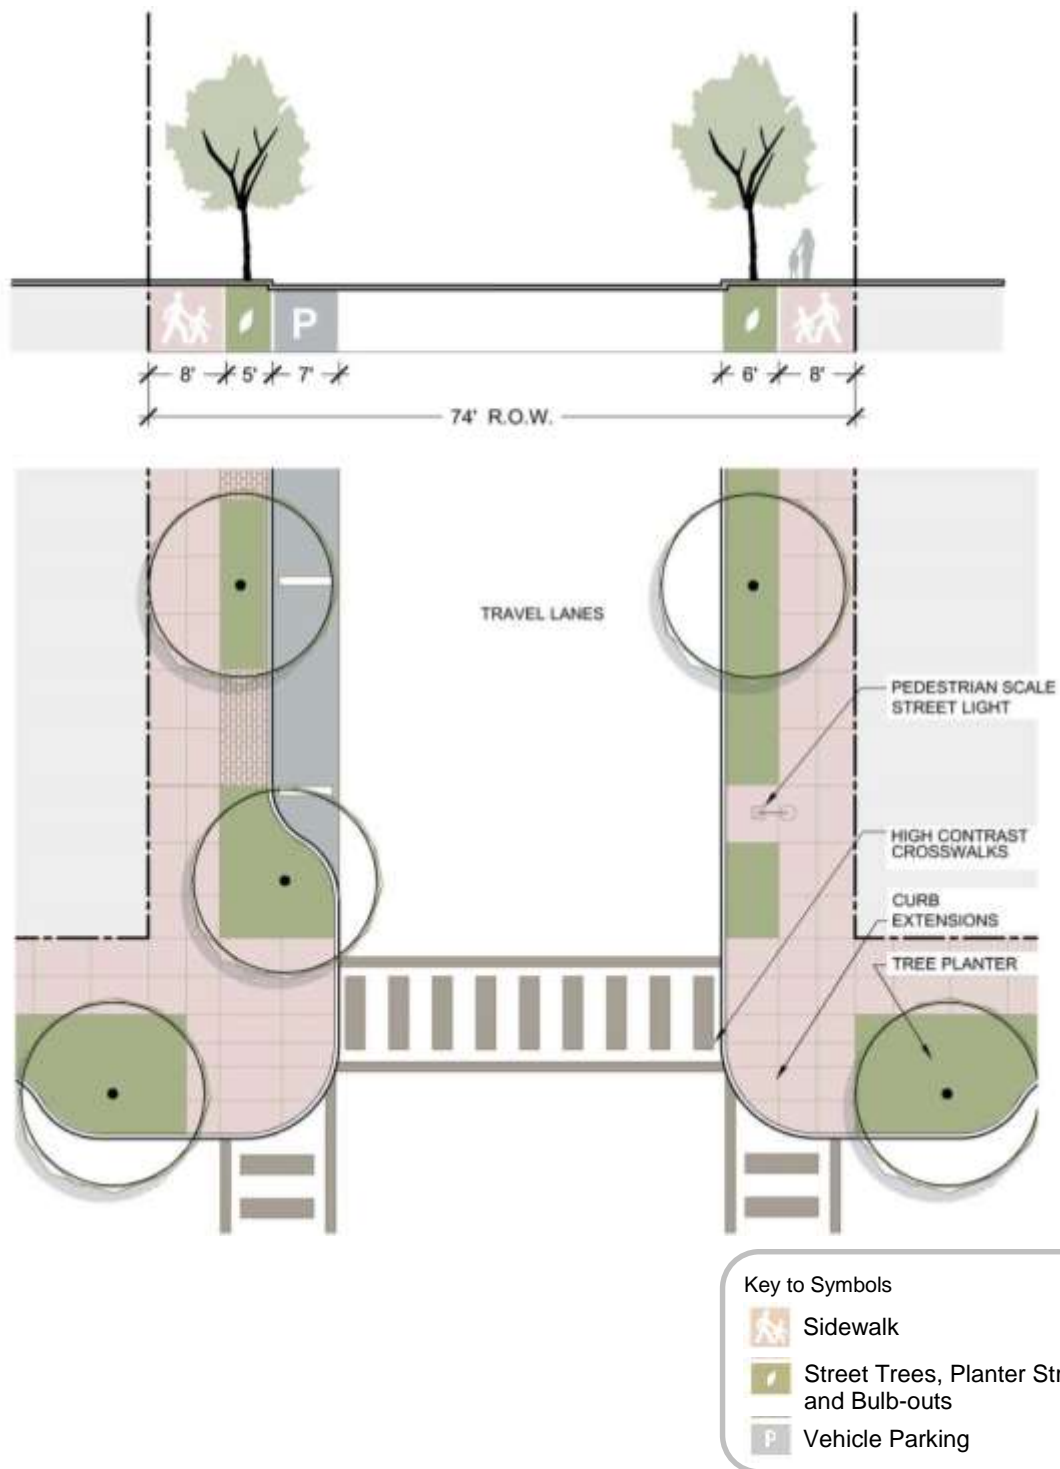 P
8' 5' 7' 6' 8'
74' R.O.W.
TRAVEL LANES
PEDESTRIAN SCALE
STREET LIGHT
HIGH CONTRAST
CROSSWALKS
CURB
EXTENSIONS
TREE PLANTER
Key to Symbols
Sidewalk
Street Trees, Planter
and Bulb-outs
P Vehicle Parking